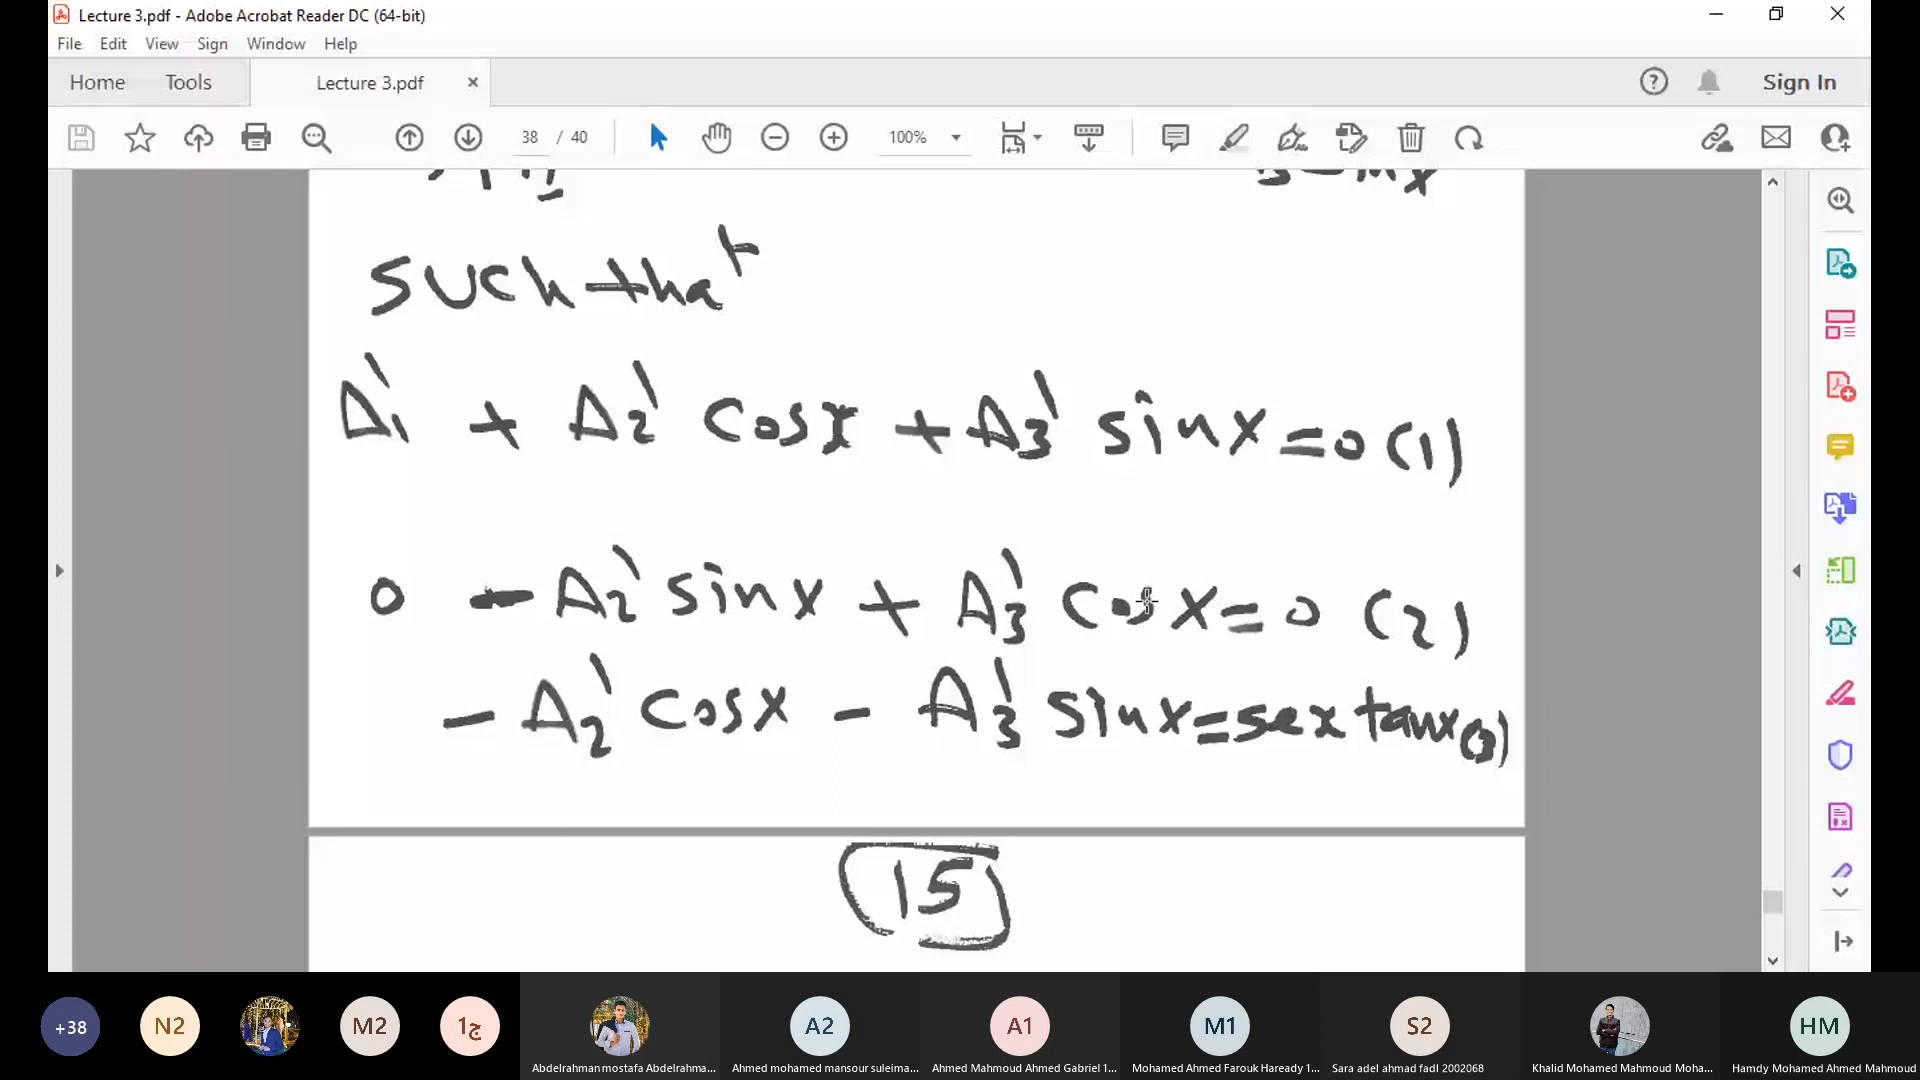 Lecture 3.pdf - Adobe Acrobat Reader DC (64-bit)
File Edit View Sign Window Help
Home Tools Lecture 3.pdf × Sign In
38 / 40 100%
such that
A1' + A2' cosx + A3' sinx = 0 (1)
0 - A2' sinx + A3' cosx = 0 (2)
- A2' cosx - A3' sinx = sex tanx (3)
15
+38 N2 M2 ج1 A2 A1 M1 S2 HM
Abdelrahman mostafa Abdelrahma... Ahmed mohamed mansour suleima... Ahmed Mahmoud Ahmed Gabriel 1... Mohamed Ahmed Farouk Haready 1... Sara adel ahmad fadl 2002068 Khalid Mohamed Mahmoud Moha... Hamdy Mohamed Ahmed Mahmoud